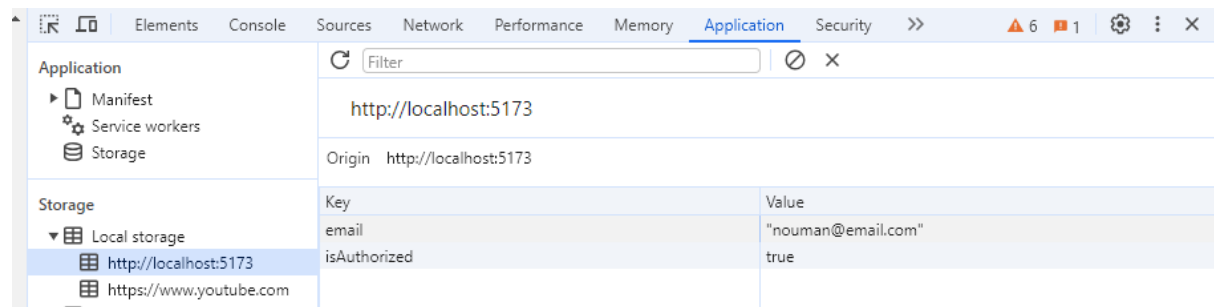 Elements Console Sources Network Performance Memory Application Security 6 1
Application
Manifest
Service workers
Storage
Storage
Local storage
http://localhost:5173
https://www.youtube.com
Filter
http://localhost:5173
Origin http://localhost:5173
Key Value
email "nouman@email.com"
isAuthorized true